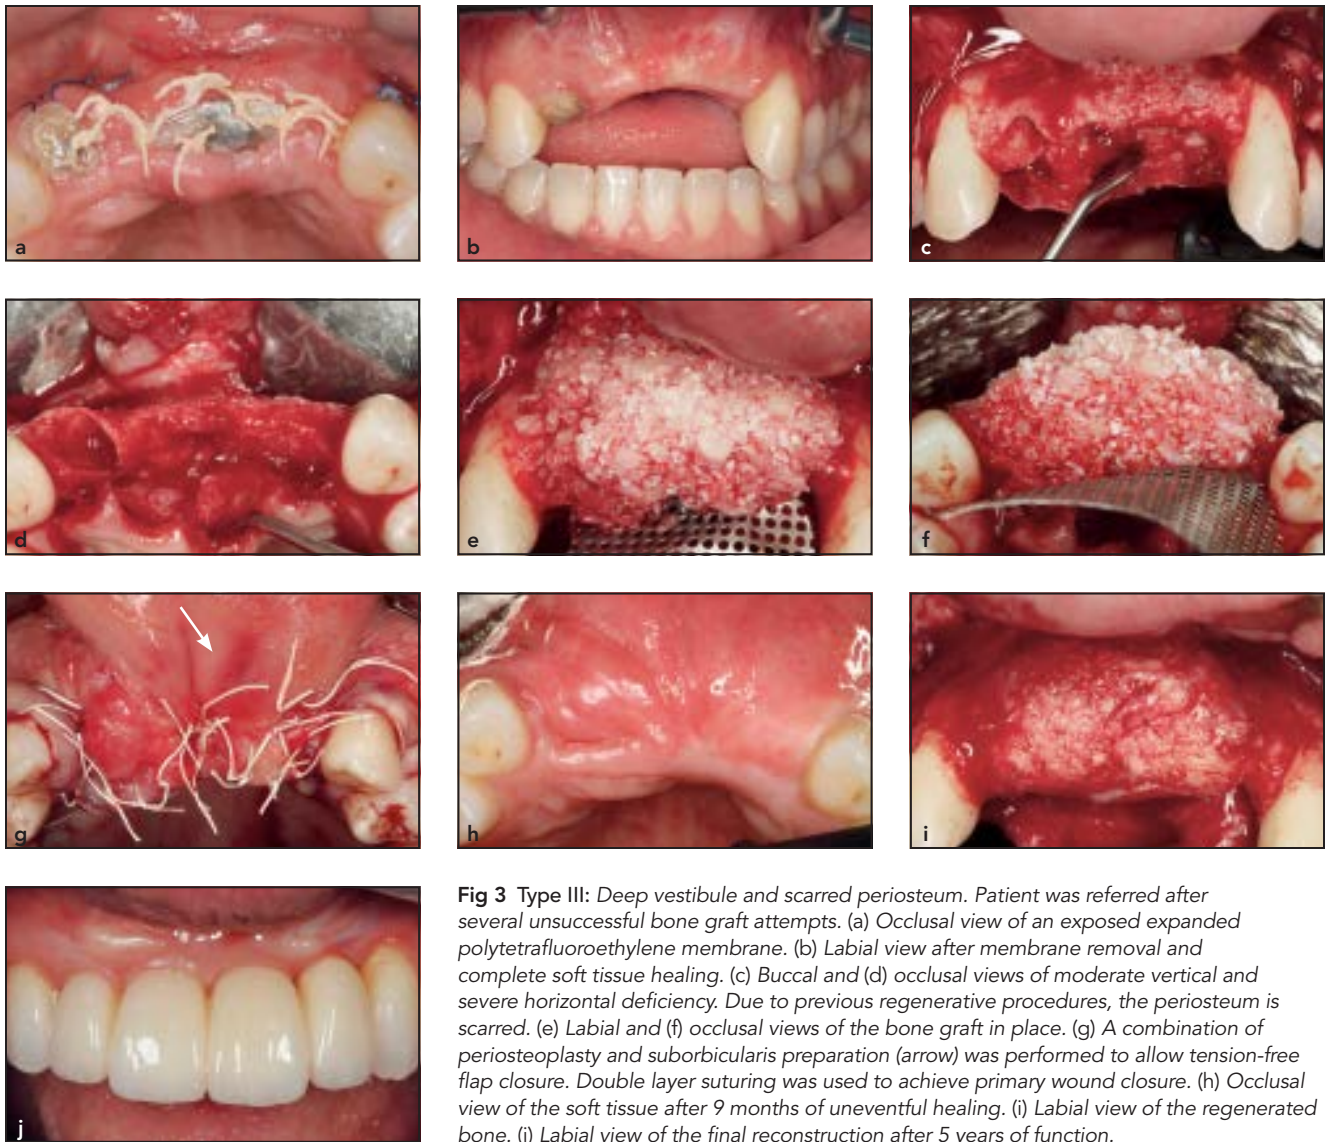 a
b
c
d
e
f
g
h
i
j
Fig 3 Type III: Deep vestibule and scarred periosteum. Patient was referred after
several unsuccessful bone graft attempts. (a) Occlusal view of an exposed expanded
polytetrafluoroethylene membrane. (b) Labial view after membrane removal and
complete soft tissue healing. (c) Buccal and (d) occlusal views of moderate vertical and
severe horizontal deficiency. Due to previous regenerative procedures, the periosteum is
scarred. (e) Labial and (f) occlusal views of the bone graft in place. (g) A combination of
periosteoplasty and suborbicularis preparation (arrow) was performed to allow tension-free
flap closure. Double layer suturing was used to achieve primary wound closure. (h) Occlusal
view of the soft tissue after 9 months of uneventful healing. (i) Labial view of the regenerated
bone. (j) Labial view of the final reconstruction after 5 years of function.